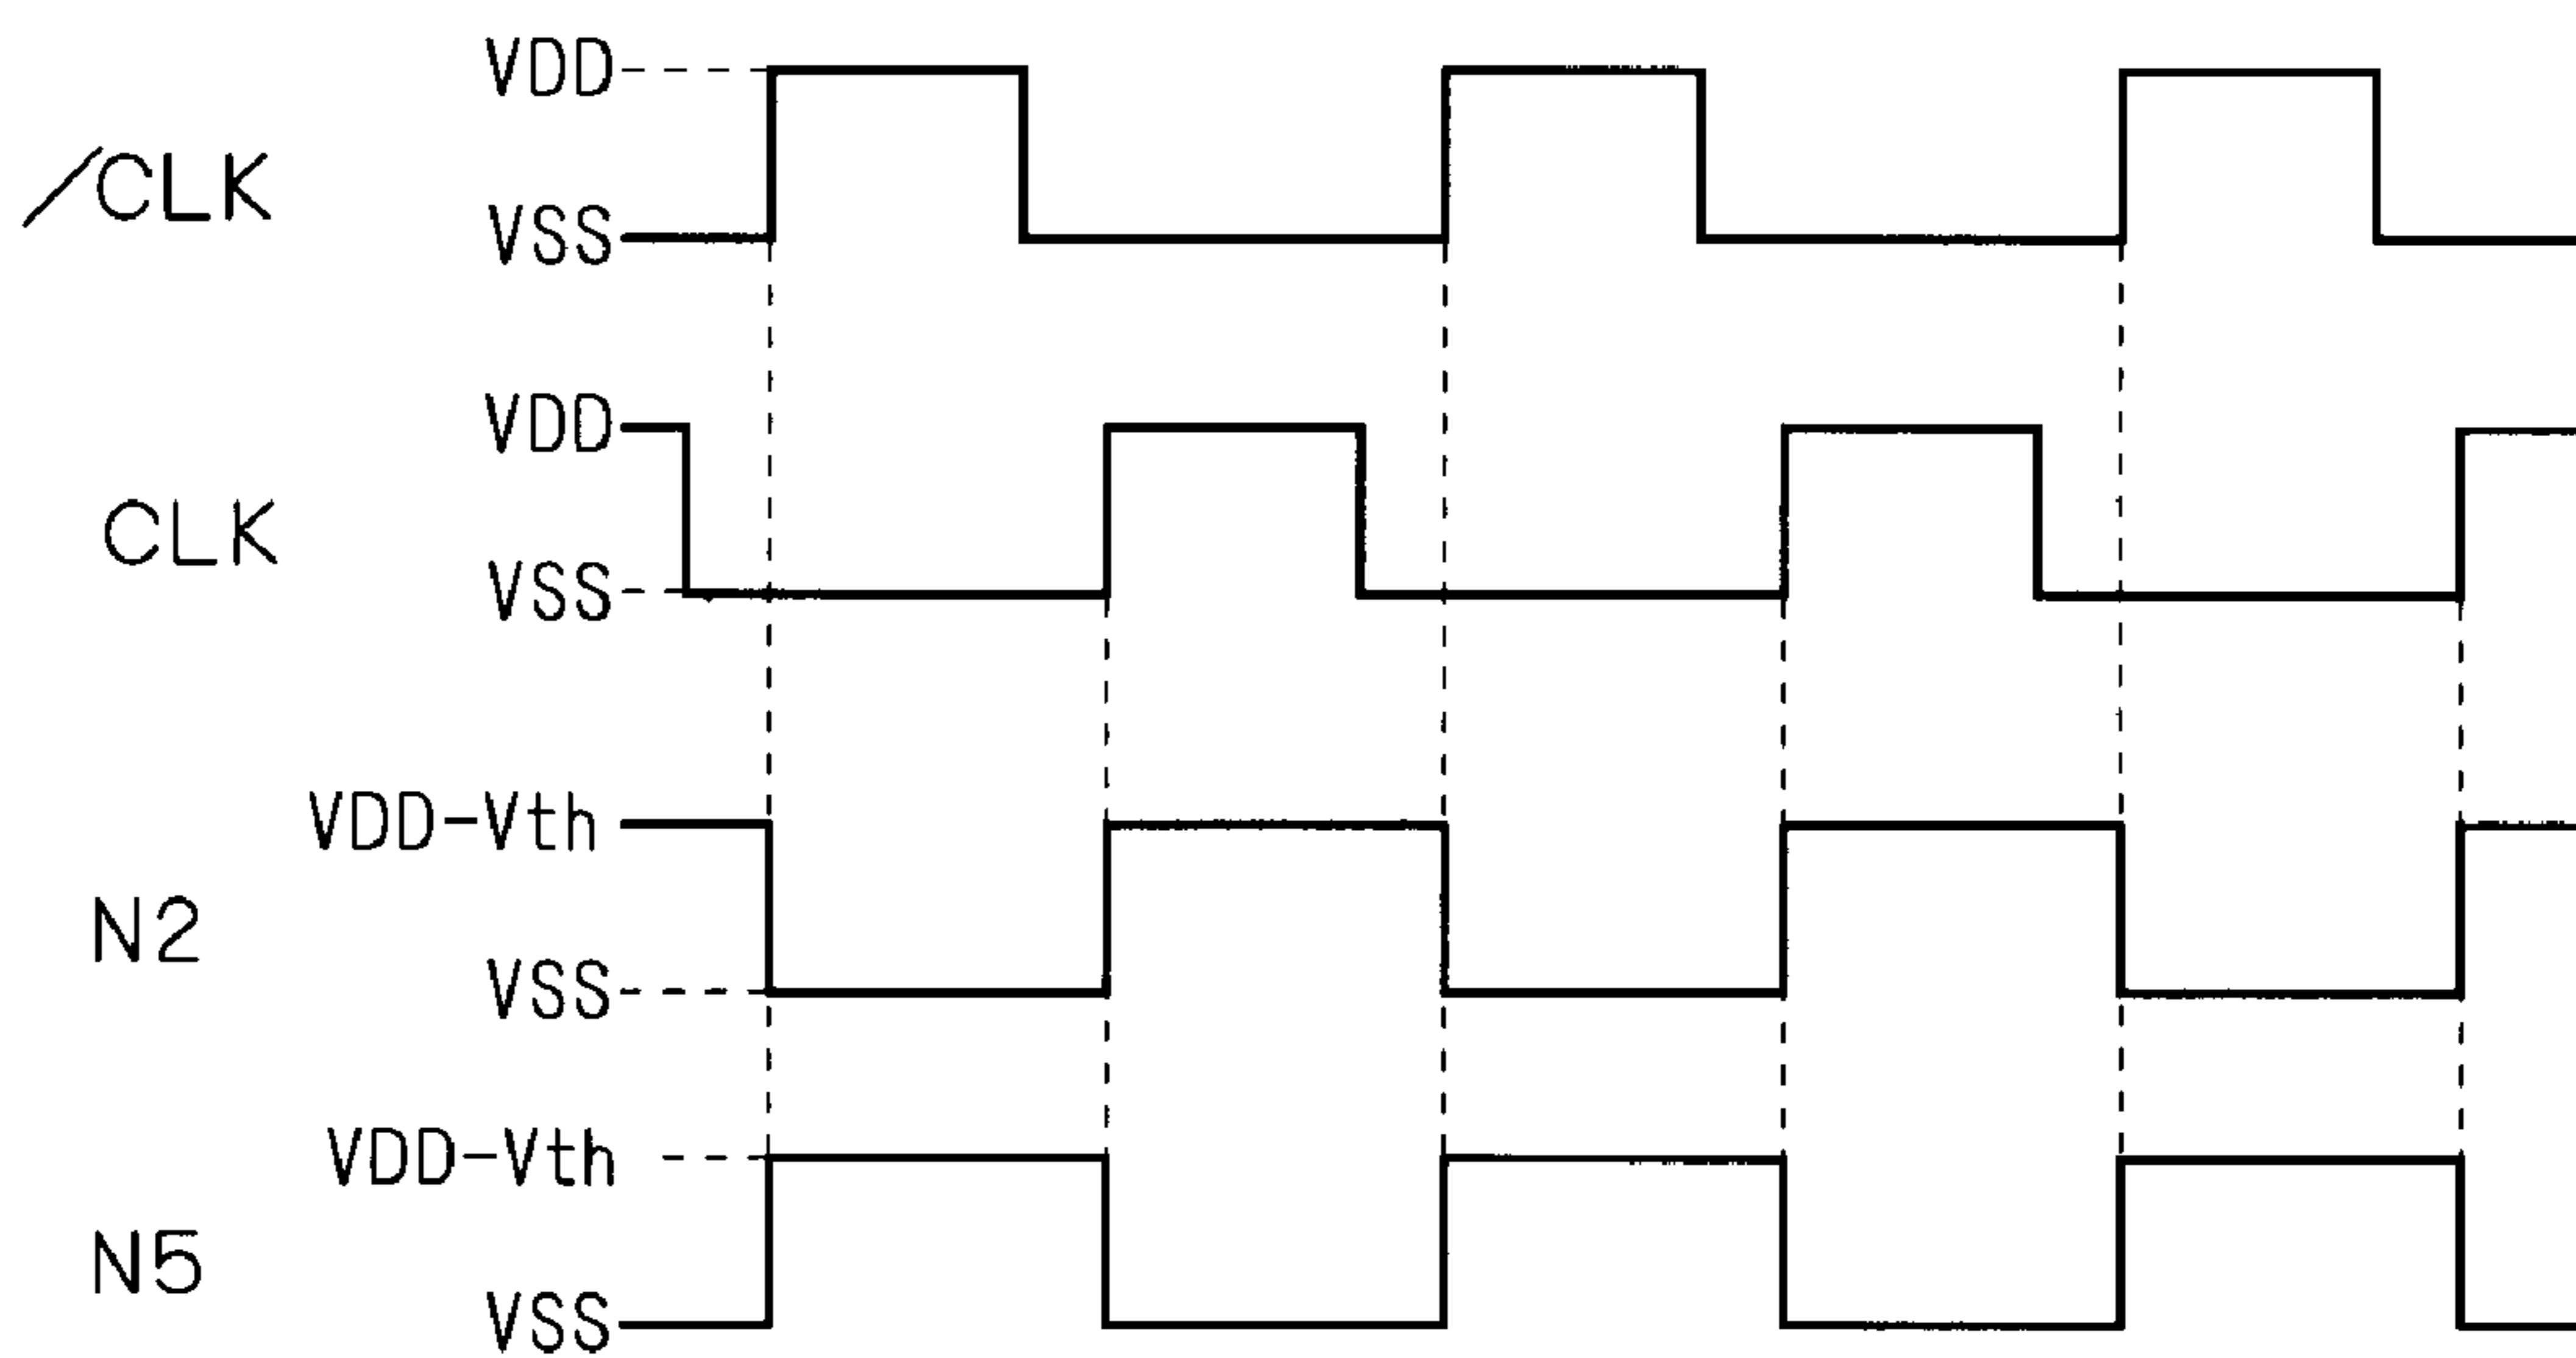 VDD
/CLK
VSS
VDD
CLK
VSS
VDD-Vth
N2
VSS
VDD-Vth
N5
VSS